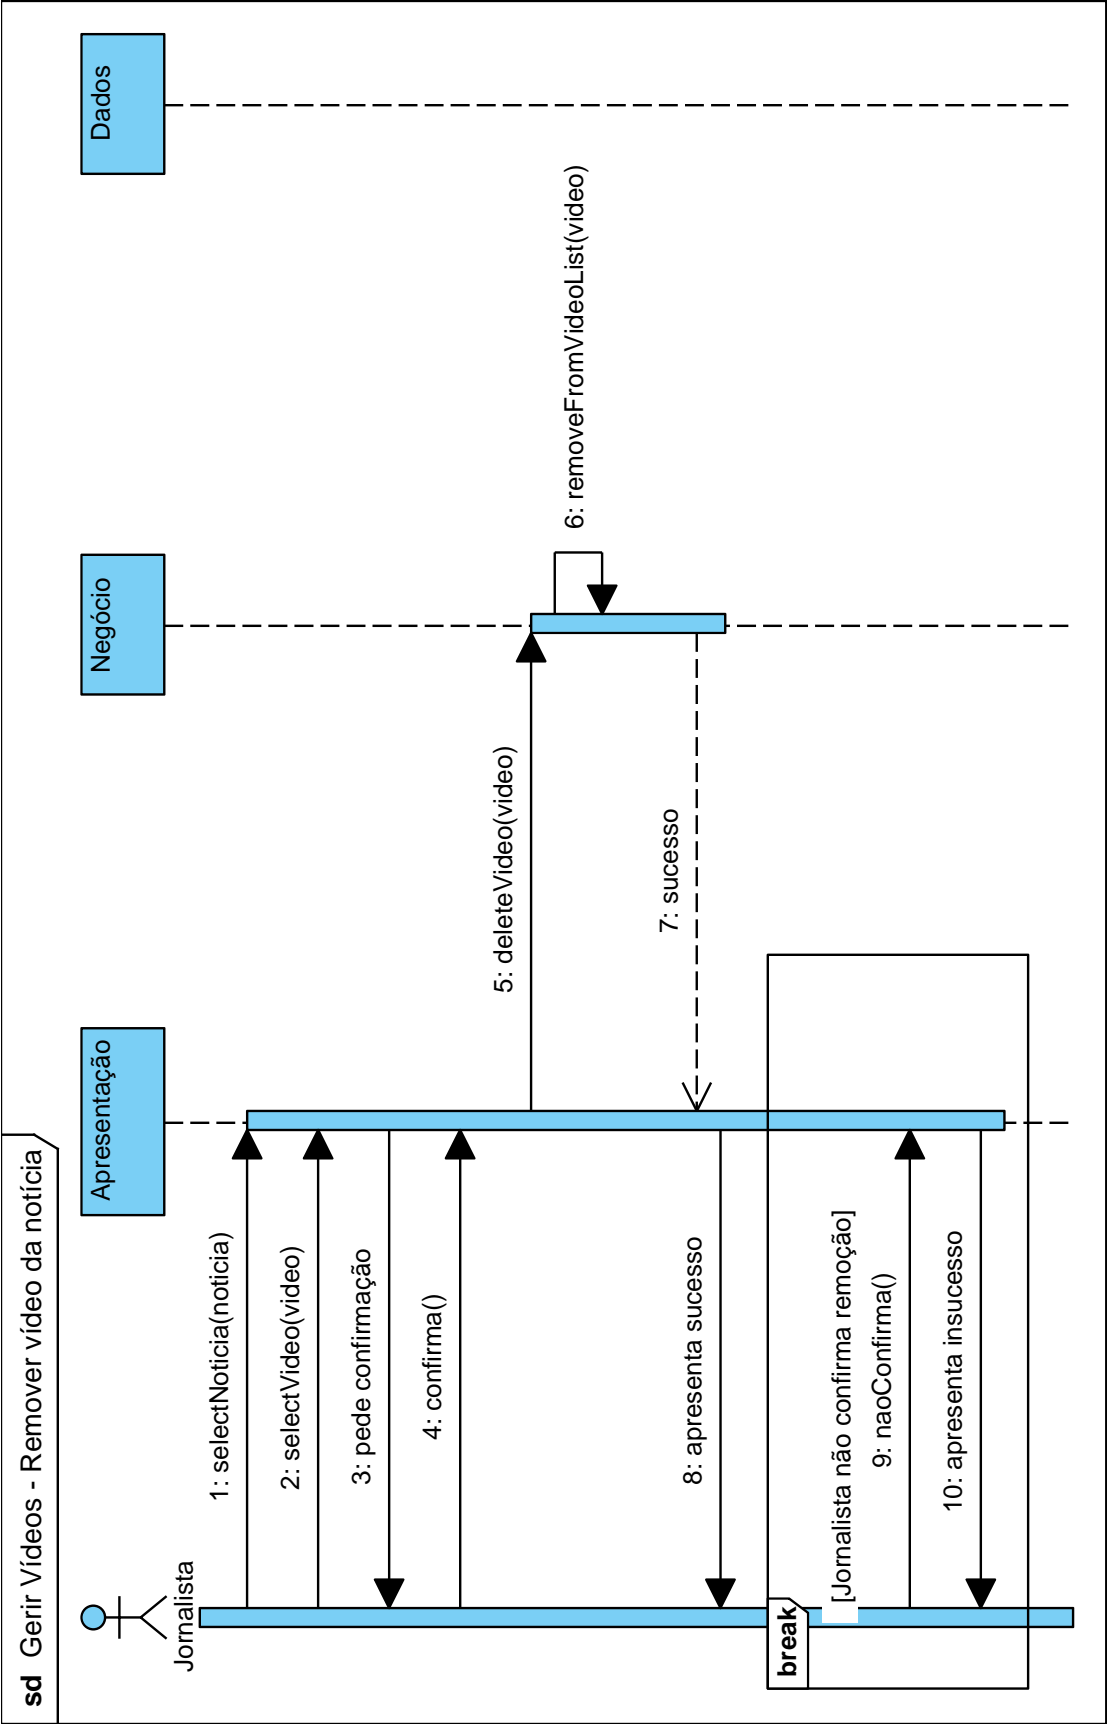 sd Gerir Vídeos - Remover vídeo da notícia
Jornalista
Apresentação
Negócio
Dados
1: selectNoticia(noticia)
2: selectVideo(video)
3: pede confirmação
4: confirma()
5: deleteVideo(video)
6: removeFromVideoList(video)
7: sucesso
8: apresenta sucesso
break
[Jornalista não confirma remoção]
9: naoConfirma()
10: apresenta insucesso